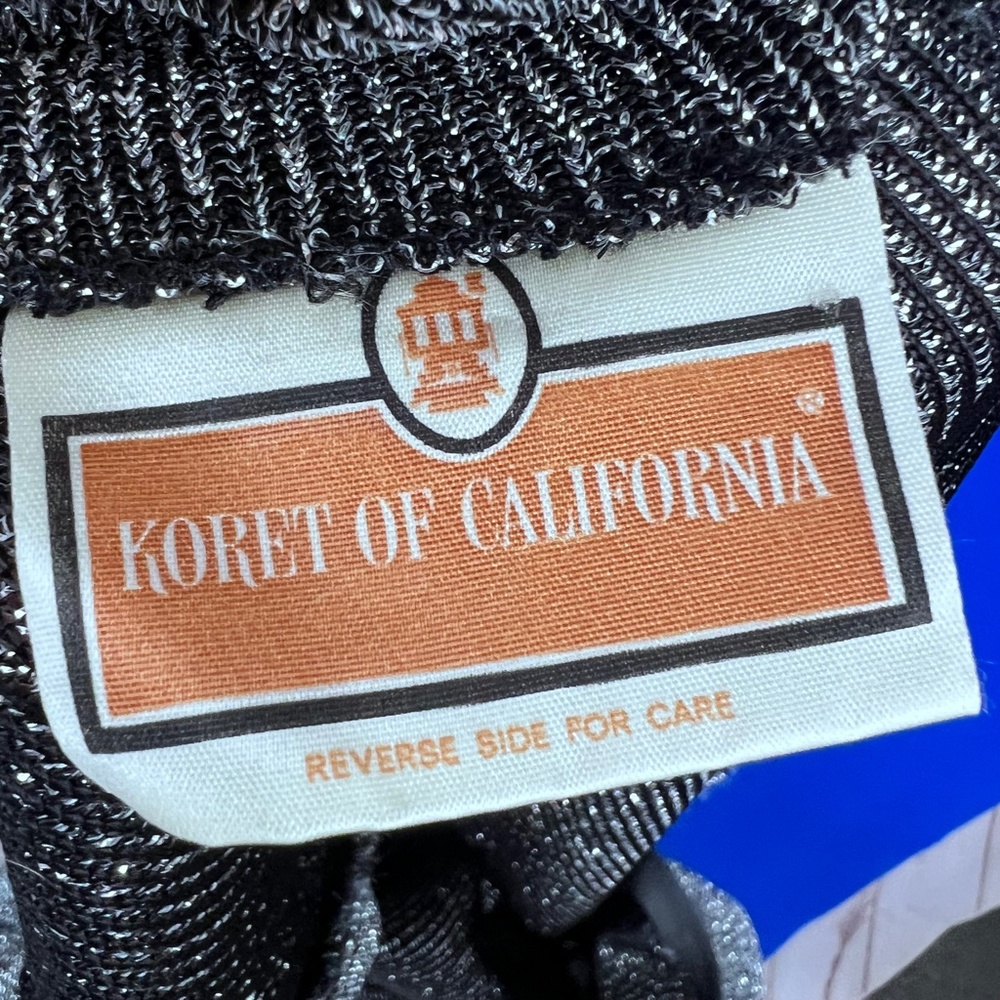 ®
KORET OF CALIFORNIA
REVERSE SIDE FOR CARE